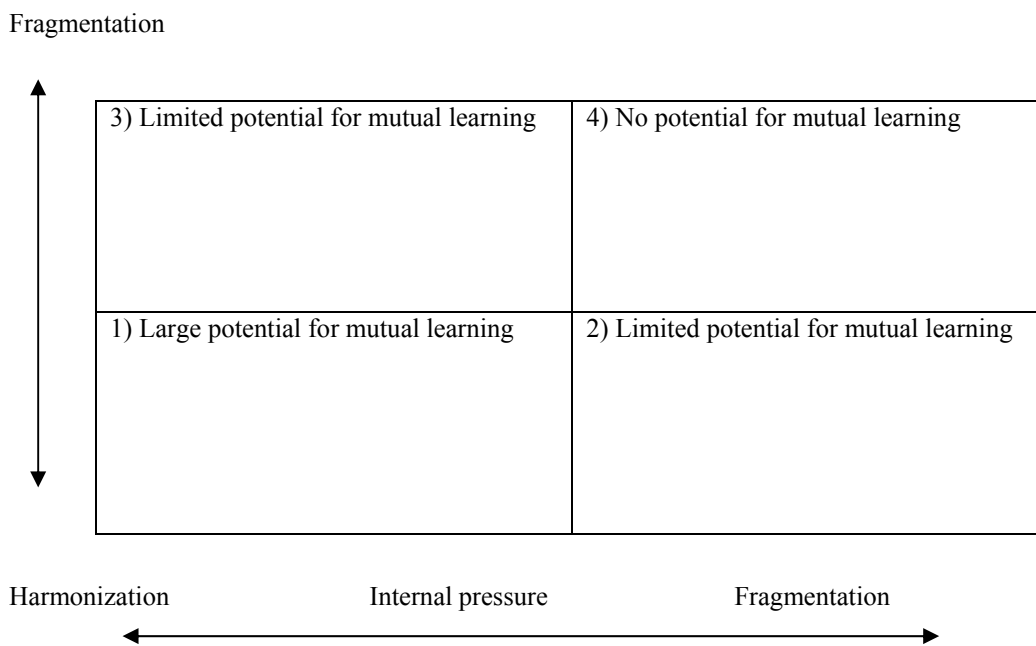 Fragmentation
3) Limited potential for mutual learning
4) No potential for mutual learning
1) Large potential for mutual learning
2) Limited potential for mutual learning
Harmonization Internal pressure Fragmentation